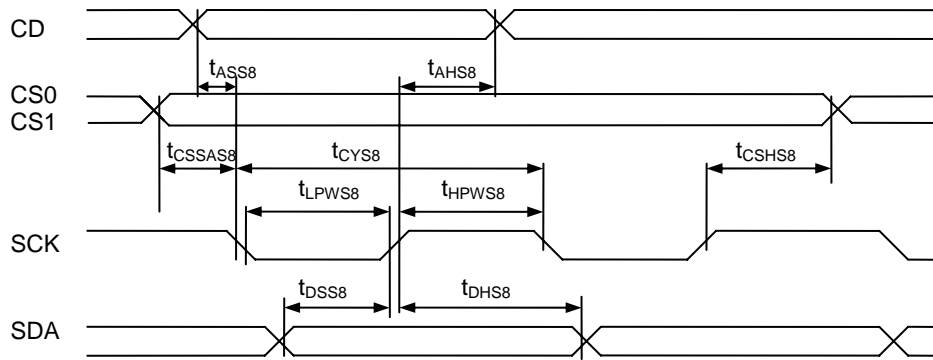 CD
tASS8 tAHS8
CS0
CS1
tCSSAS8 tCYS8 tCSHS8
tLPWS8 tHPWS8
SCK
tDSS8 tDHS8
SDA